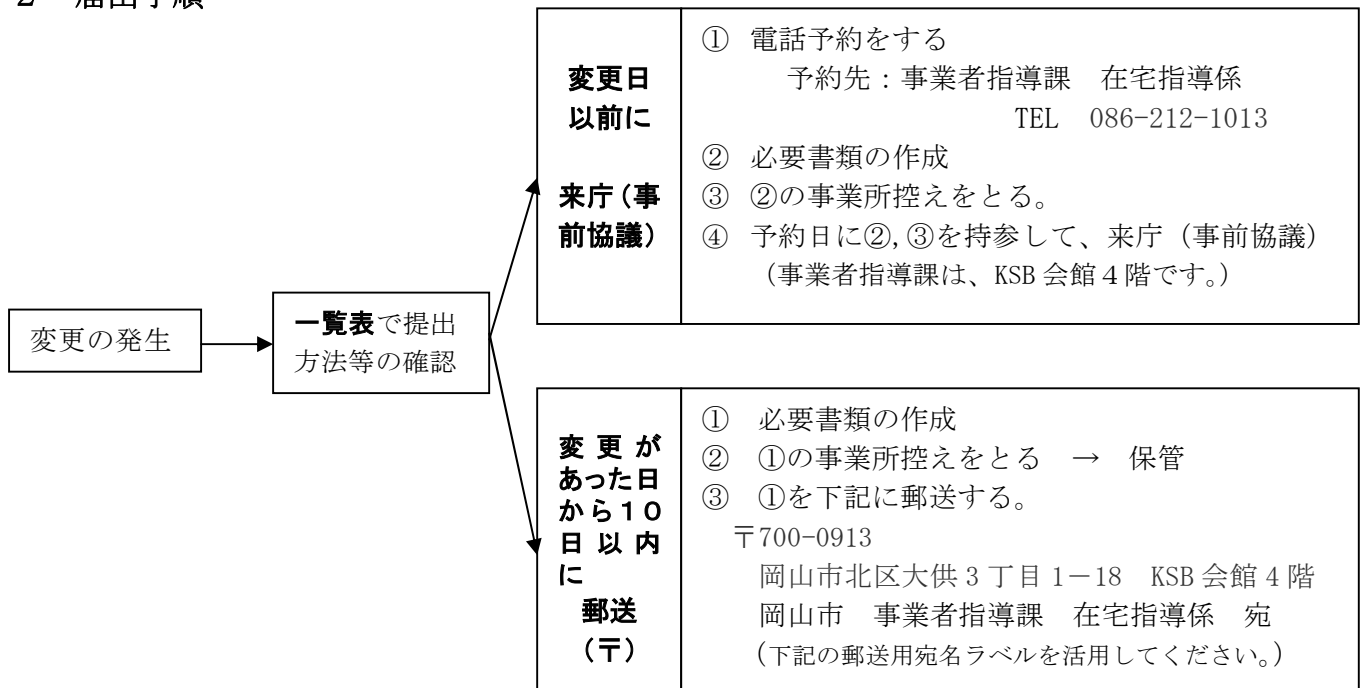 ２　届出手順
変更日
以前に
来庁（事
前協議）
① 電話予約をする
予約先：事業者指導課　在宅指導係
TEL　086-212-1013
② 必要書類の作成
③ ②の事業所控えをとる。
④ 予約日に②,③を持参して、来庁（事前協議）
（事業者指導課は、KSB 会館４階です。）
変更の発生
一覧表で提出
方法等の確認
変更が
あった日
から１０
日以内
に
郵送
（〒）
① 必要書類の作成
② ①の事業所控えをとる　→　保管
③ ①を下記に郵送する。
〒700-0913
岡山市北区大供 3 丁目 1－18　KSB 会館 4 階
岡山市　事業者指導課　在宅指導係　宛
（下記の郵送用宛名ラベルを活用してください。）